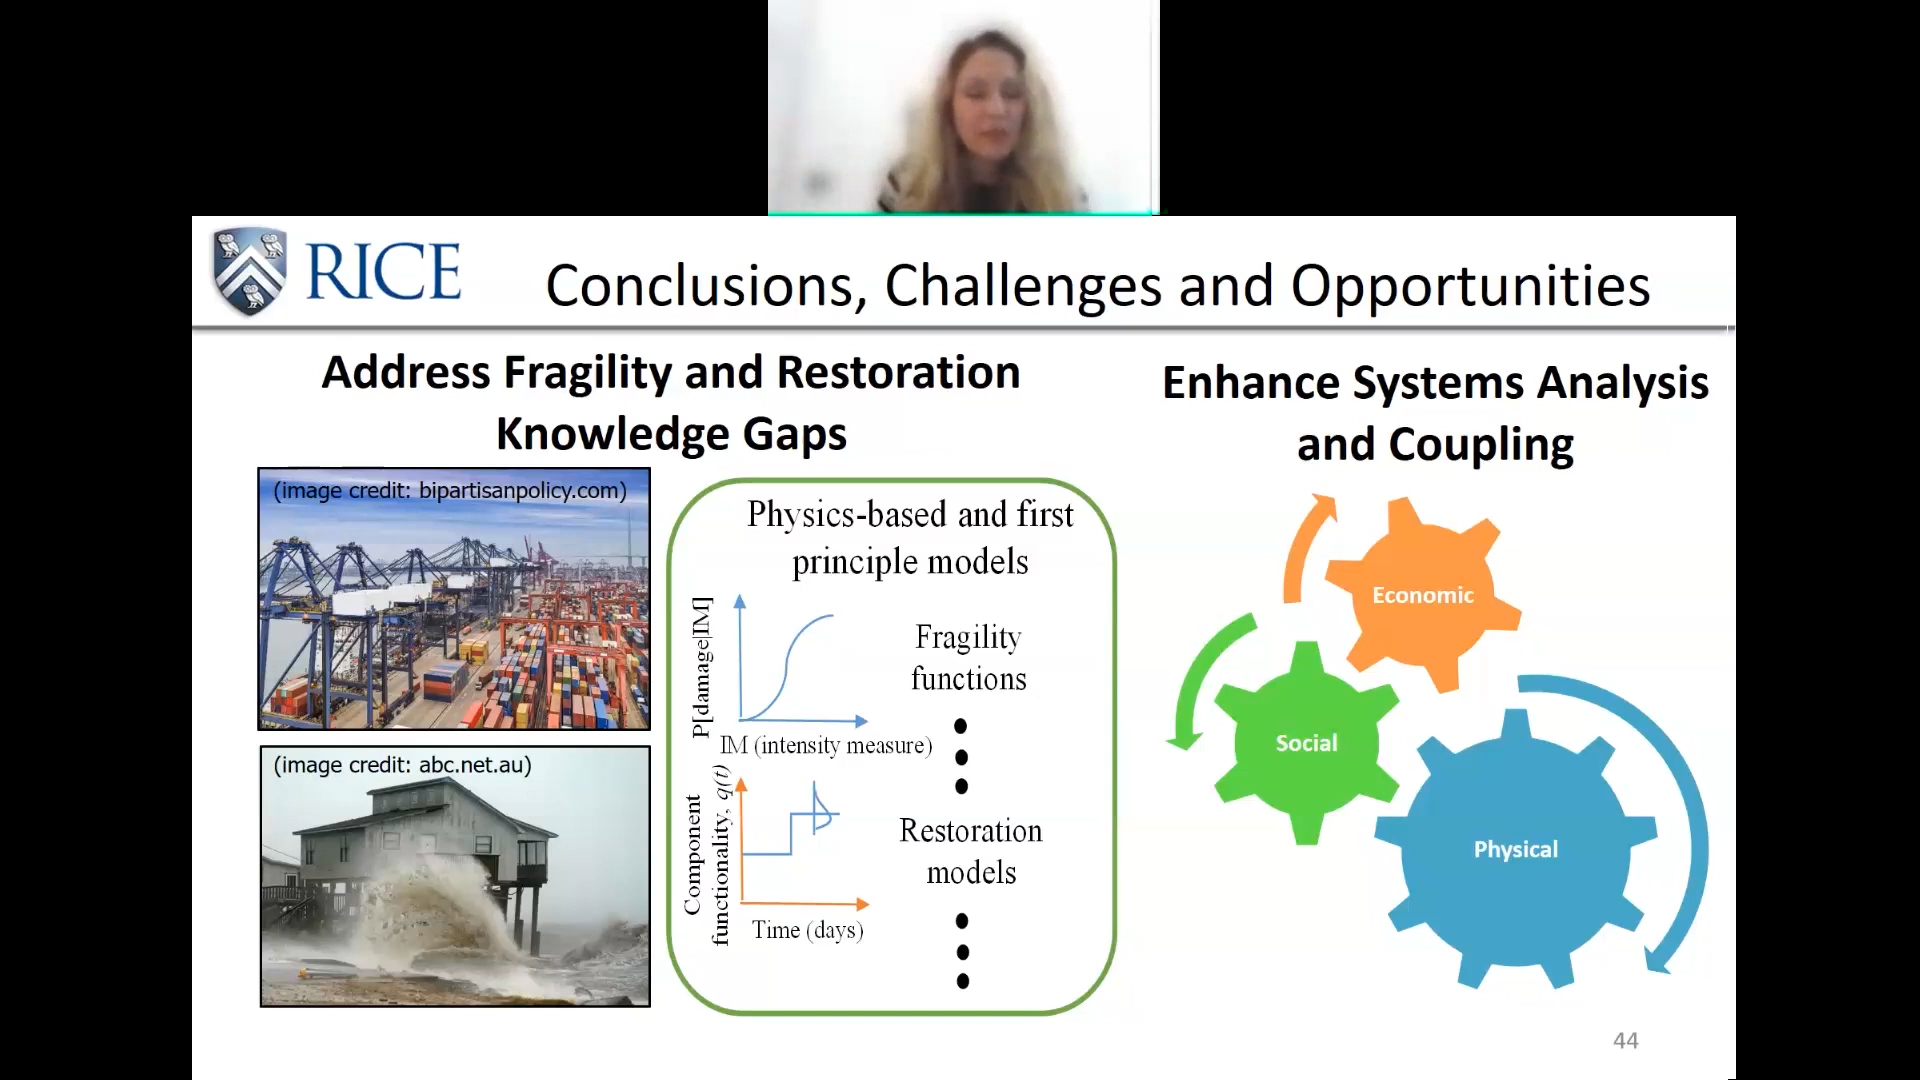 RICE
Conclusions, Challenges and Opportunities
Address Fragility and Restoration
Knowledge Gaps
Enhance Systems Analysis
and Coupling
(image credit: bipartisanpolicy.com)
(image credit: abc.net.au)
Physics-based and first
principle models
P[damage|IM]
IM (intensity measure)
Fragility
functions
Component
functionality, q(t)
Time (days)
Restoration
models
Economic
Social
Physical
44